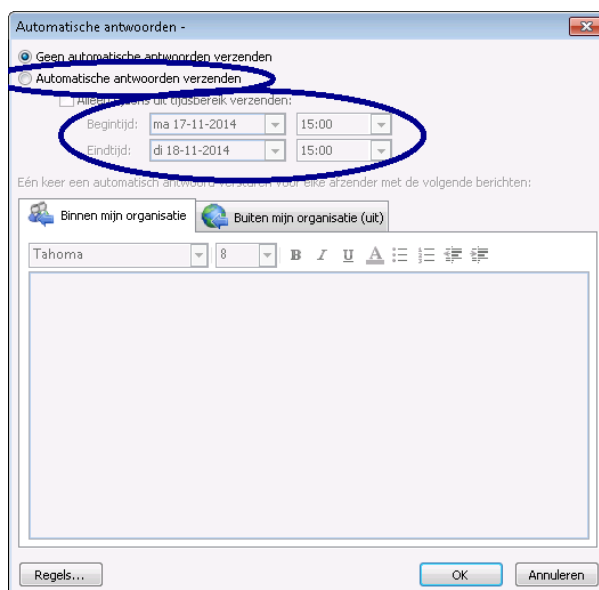 Automatische antwoorden -
Geen automatische antwoorden verzenden
Automatische antwoorden verzenden
Alleen tijdens dit tijdsbereik verzenden:
Begintijd: ma 17-11-2014 15:00
Eindtijd: di 18-11-2014 15:00
Eén keer een automatisch antwoord versturen voor elke afzender met de volgende berichten:
Binnen mijn organisatie Buiten mijn organisatie (uit)
Tahoma 8 B I U A
Regels... OK Annuleren